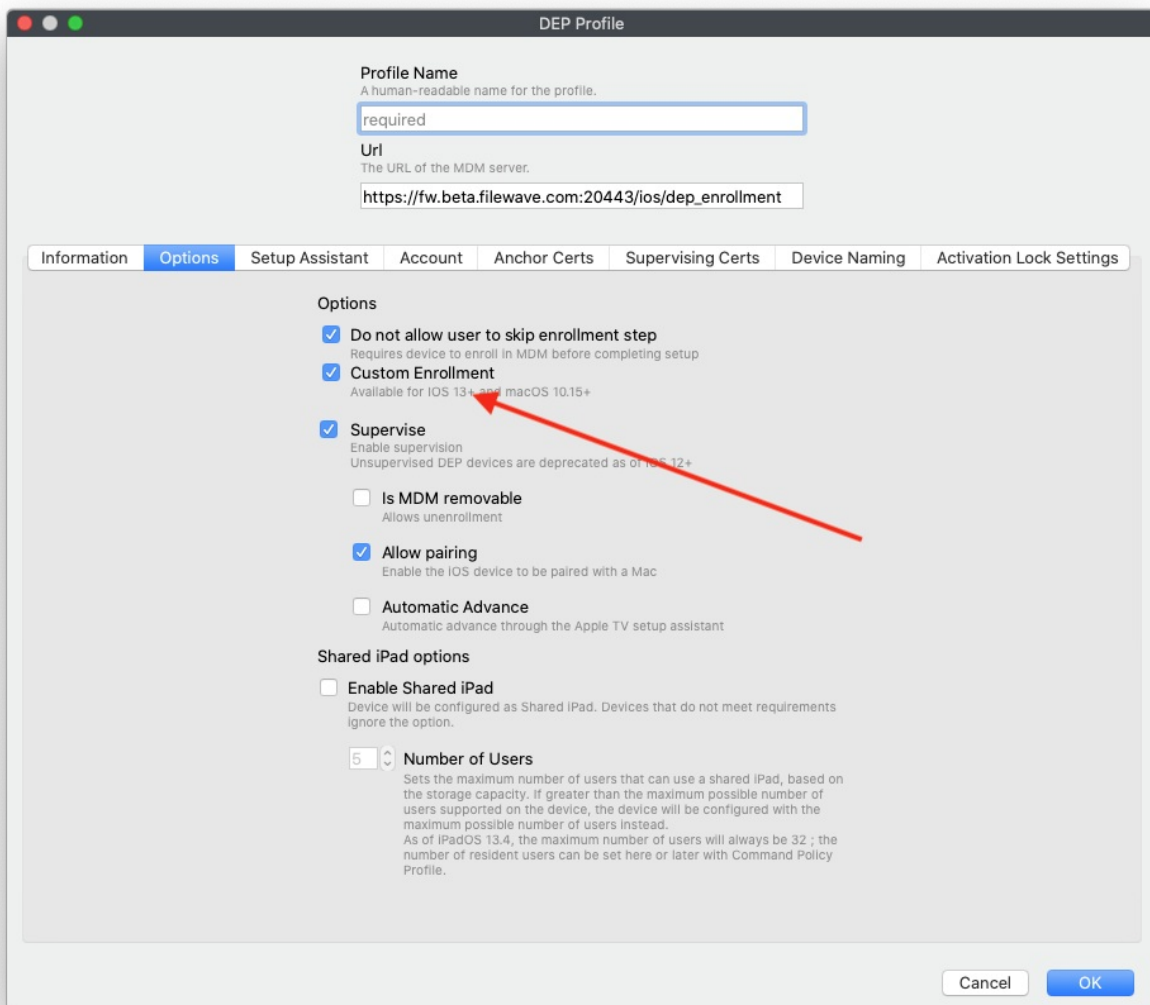 DEP Profile
Profile Name
A human-readable name for the profile.
required
Url
The URL of the MDM server.
https://fw.beta.filewave.com:20443/ios/dep_enrollment
Information Options Setup Assistant Account Anchor Certs Supervising Certs Device Naming Activation Lock Settings
Options
Do not allow user to skip enrollment step
Requires device to enroll in MDM before completing setup
Custom Enrollment
Available for IOS 13+ and macOS 10.15+
Supervise
Enable supervision
Unsupervised DEP devices are deprecated as of iOS 12+
Is MDM removable
Allows unenrollment
Allow pairing
Enable the iOS device to be paired with a Mac
Automatic Advance
Automatic advance through the Apple TV setup assistant
Shared iPad options
Enable Shared iPad
Device will be configured as Shared iPad. Devices that do not meet requirements
ignore the option.
5 Number of Users
Sets the maximum number of users that can use a shared iPad, based on
the storage capacity. If greater than the maximum possible number of
users supported on the device, the device will be configured with the
maximum possible number of users instead.
As of iPadOS 13.4, the maximum number of users will always be 32 ; the
number of resident users can be set here or later with Command Policy
Profile.
Cancel OK